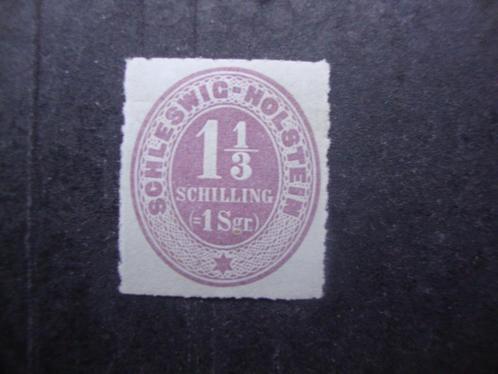 SCHLESWIG-HOLSTEIN
1 1/3
SCHILLING
(=1 Sgr.)